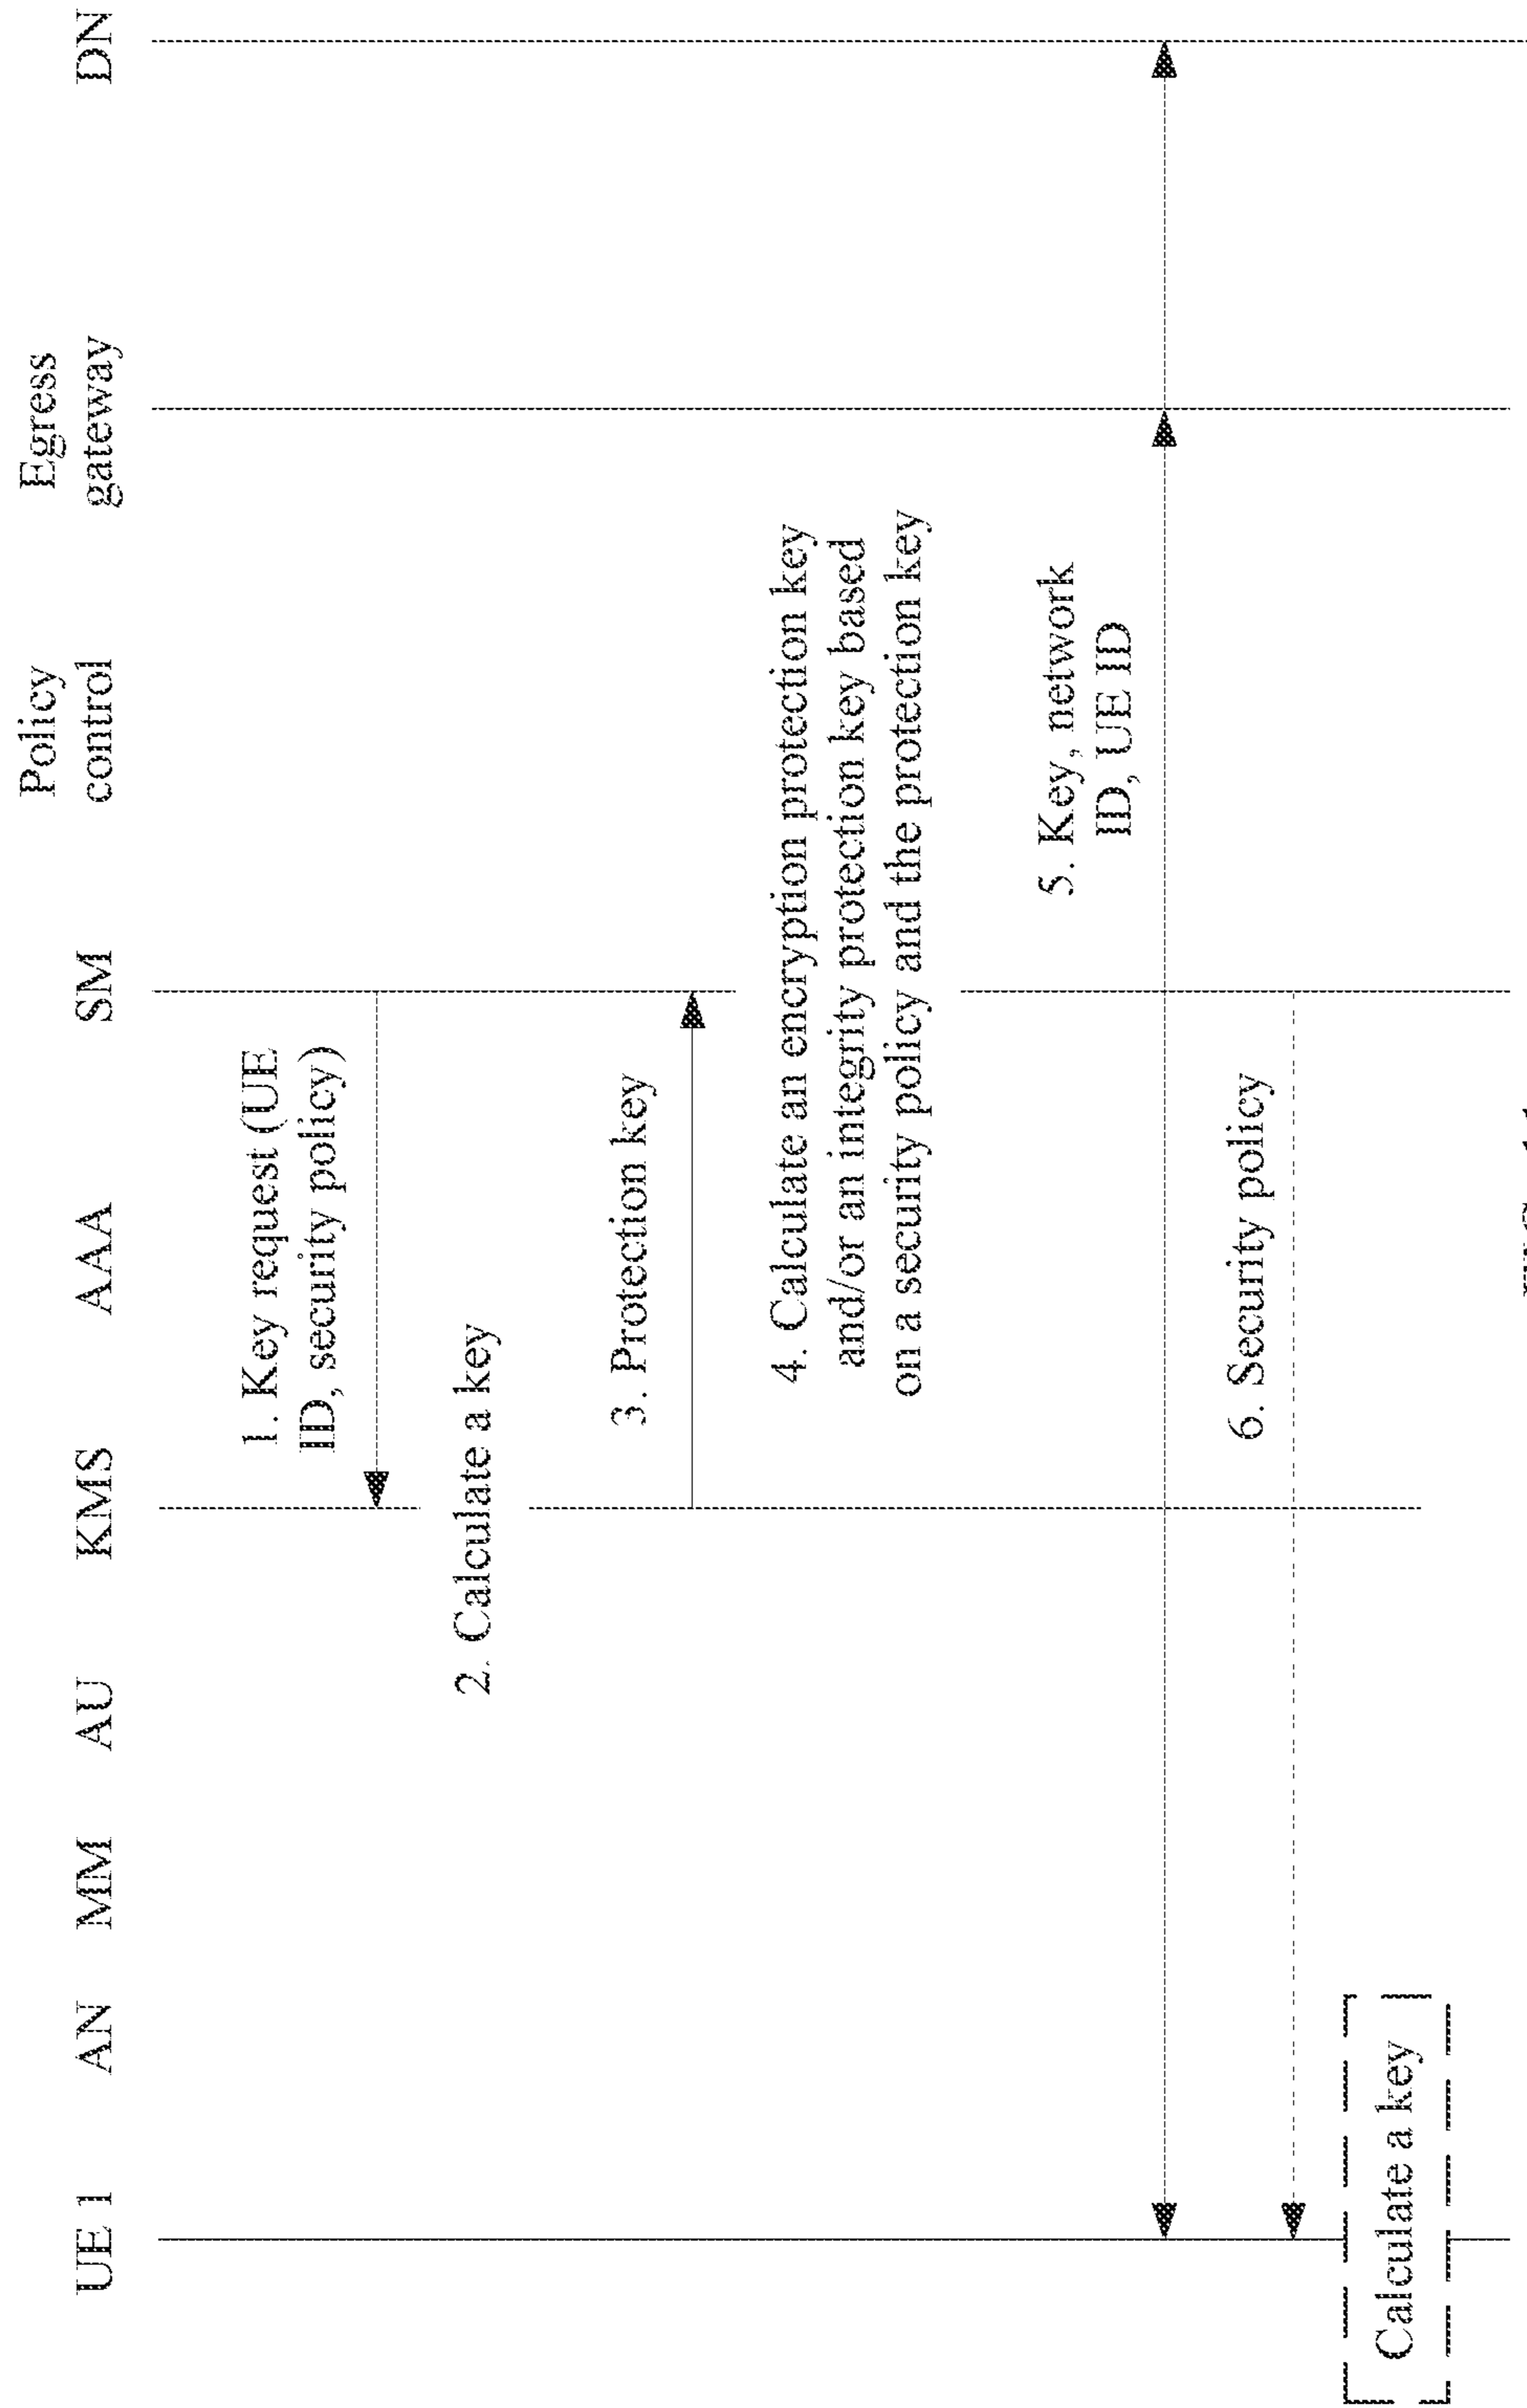 UE 1
AN
MM
AU
KMS
AAA
SM
Policy
control
Egress
gateway
DN
1. Key request (UE
ID, security policy)
2. Calculate a key
3. Protection key
4. Calculate an encryption protection key
and/or an integrity protection key based
on a security policy and the protection key
5. Key, network
ID, UE ID
6. Security policy
Calculate a key